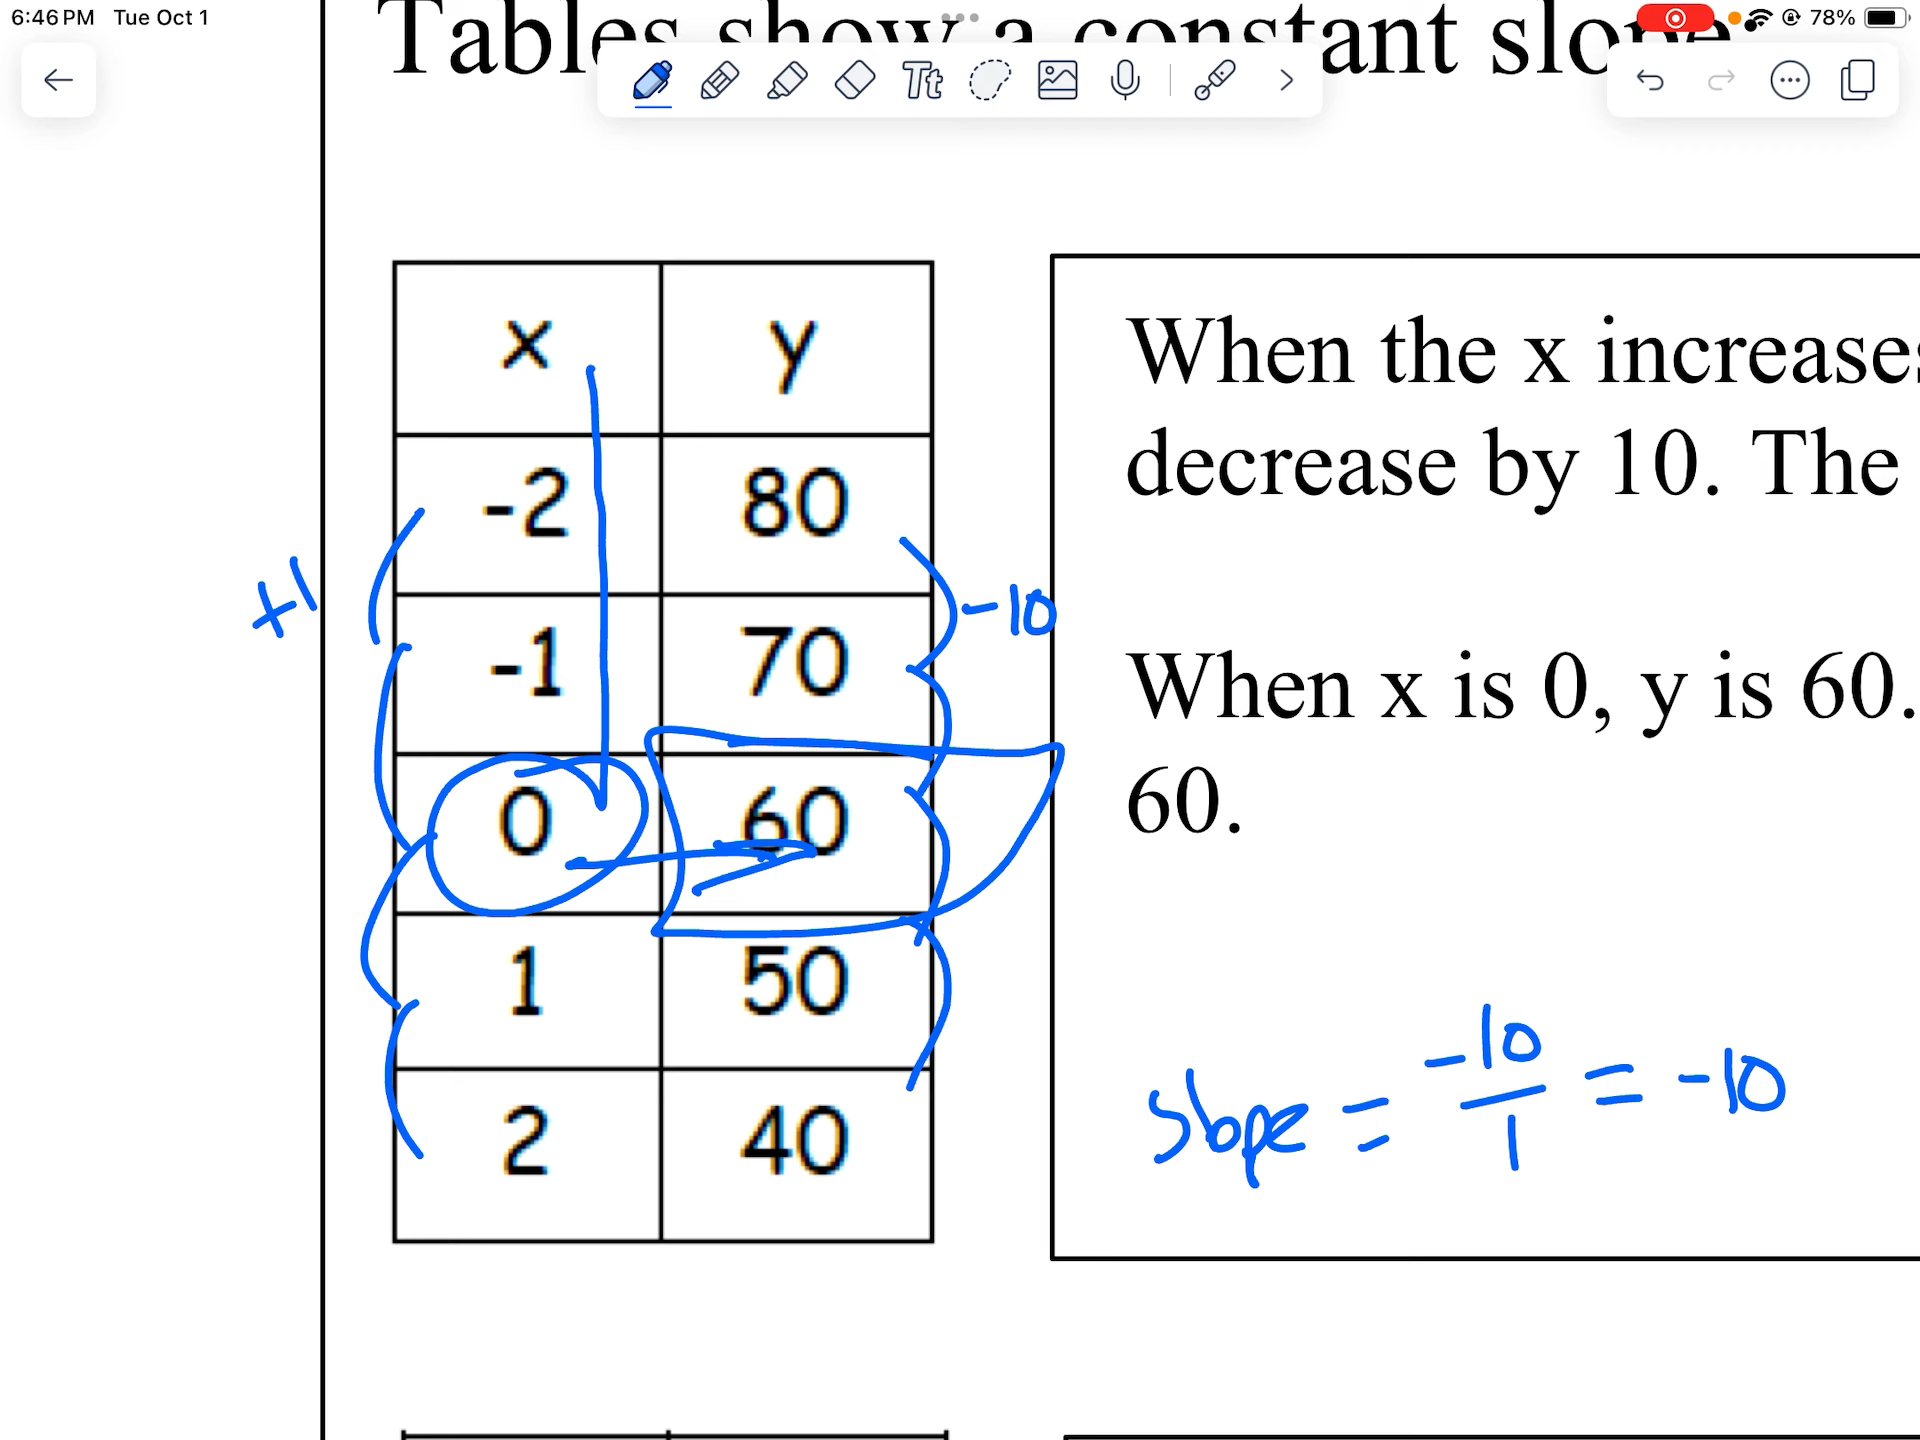 6:46 PM Tue Oct 1
78%
Tables show a constant slope.
Tt
x y
-2 80
-1 70
0 60
1 50
2 40
+1
-10
When the x increases
decrease by 10. The
When x is 0, y is 60.
60.
slope = -10/1 = -10